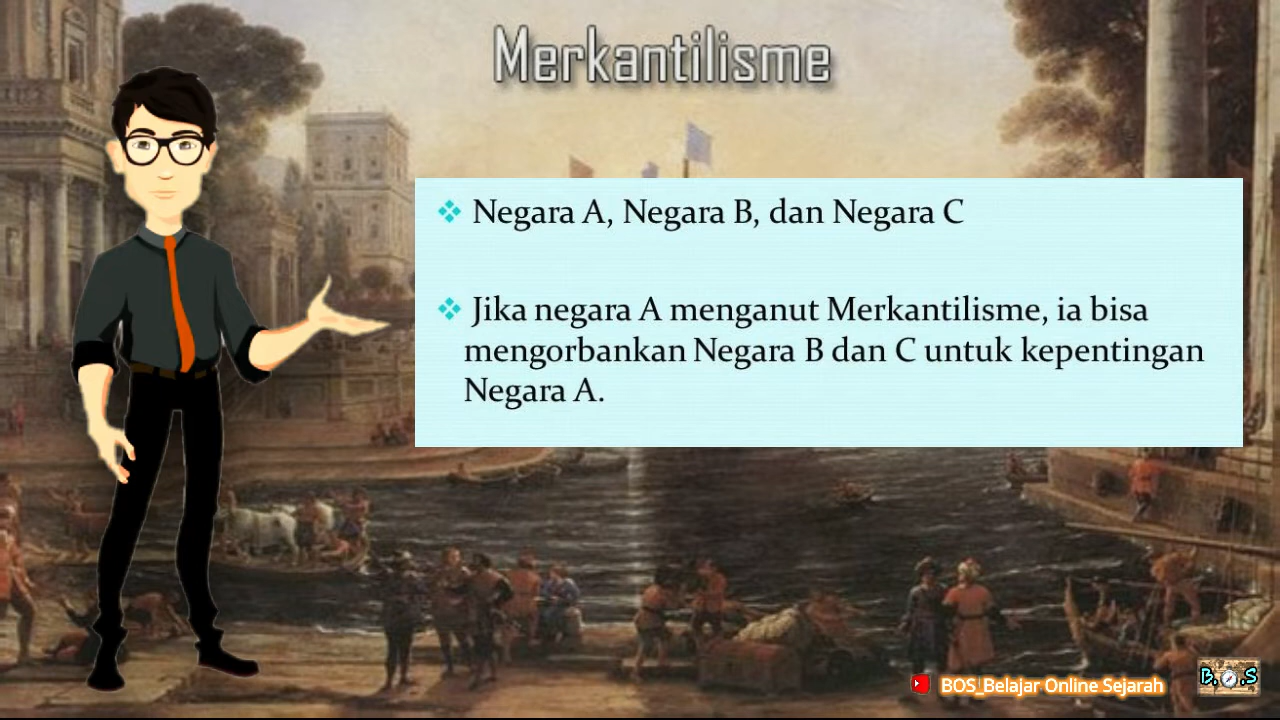 Merkantilisme
Negara A, Negara B, dan Negara C
Jika negara A menganut Merkantilisme, ia bisa
mengorbankan Negara B dan C untuk kepentingan
Negara A.
BOS_Belajar Online Sejarah
B.O.S